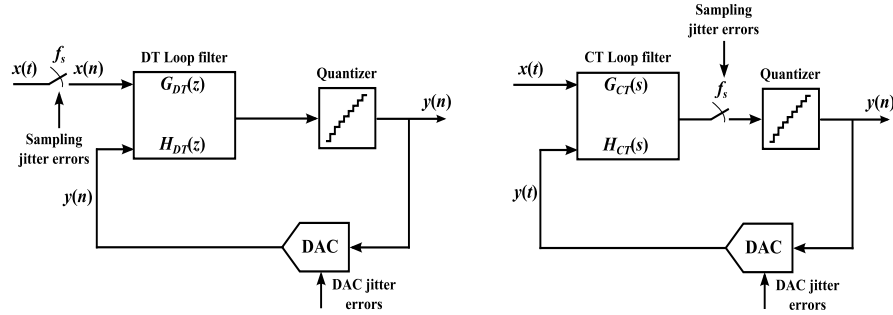 DT Loop filter
f_s
x(t)
x(n)
G_DT(z)
H_DT(z)
Sampling
jitter errors
Quantizer
y(n)
y(n)
DAC
DAC jitter
errors
Sampling
jitter errors
CT Loop filter
f_s
x(t)
G_CT(s)
H_CT(s)
Quantizer
y(n)
y(t)
DAC
DAC jitter
errors